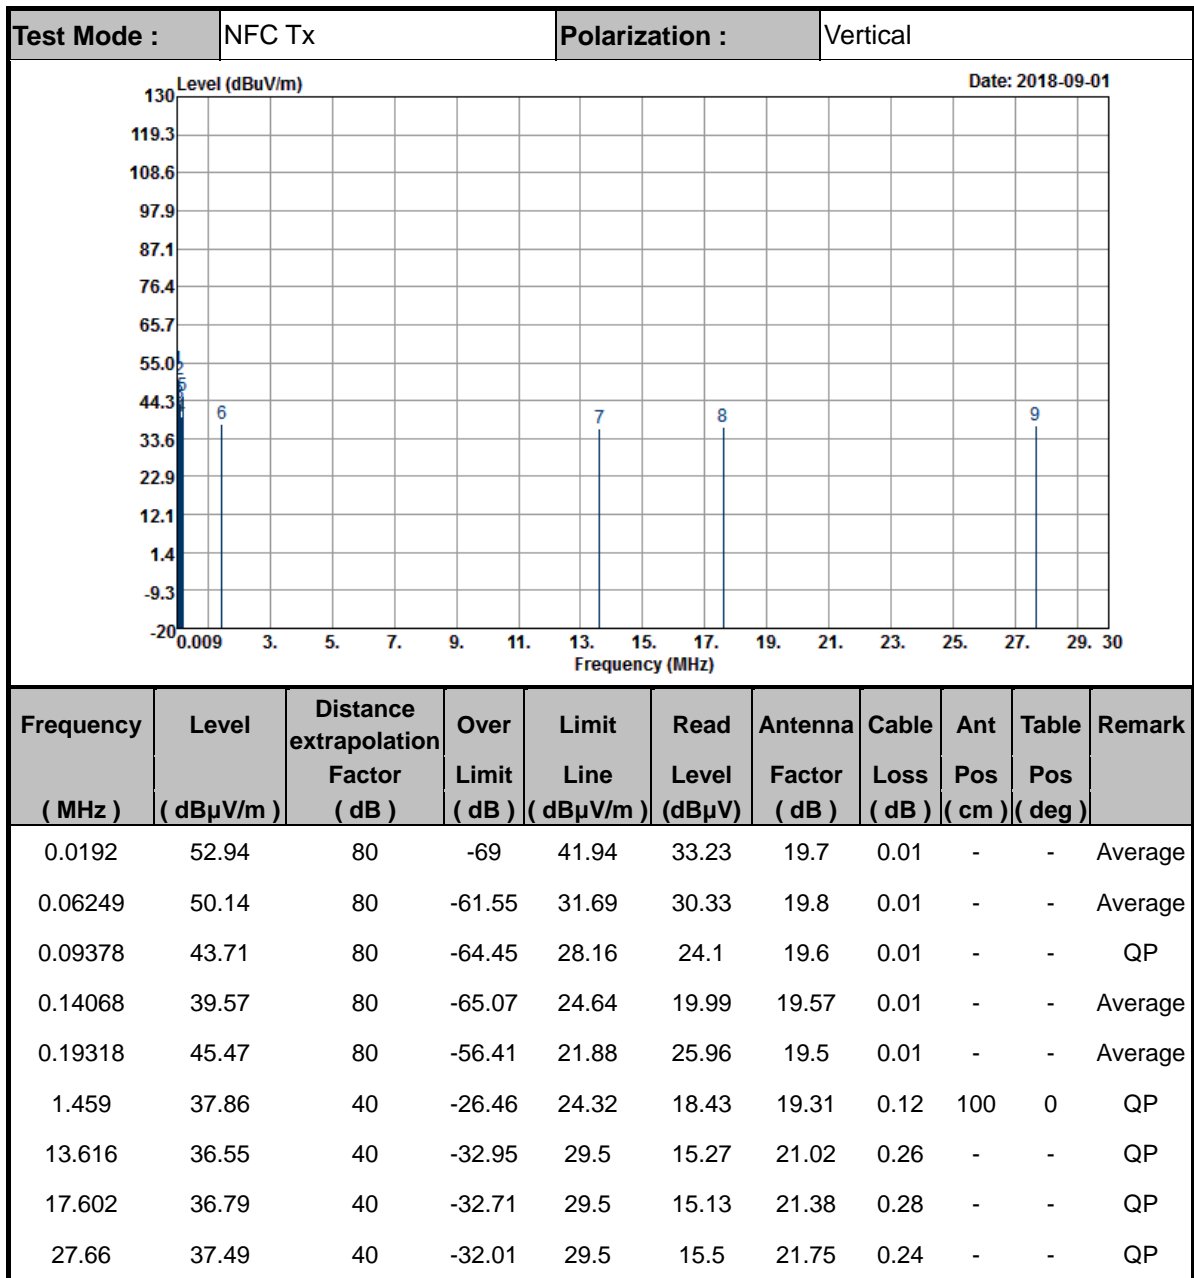 Test Mode : NFC Tx Polarization : Vertical
Level (dBuV/m) Date: 2018-09-01
130
119.3
108.6
97.9
87.1
76.4
65.7
55.0
44.3
33.6
22.9
12.1
1.4
-9.3
-20
2
5
4
6
7
8
9
0.009 3. 5. 7. 9. 11. 13. 15. 17. 19. 21. 23. 25. 27. 29. 30
Frequency (MHz)
Frequency Level Distance extrapolation Over Limit Read Antenna Cable Ant Table Remark
Factor Limit Line Level Factor Loss Pos Pos
( MHz ) ( dBµV/m ) ( dB ) ( dB ) ( dBµV/m ) (dBµV) ( dB ) ( dB ) ( cm ) ( deg )
0.0192 52.94 80 -69 41.94 33.23 19.7 0.01 - - Average
0.06249 50.14 80 -61.55 31.69 30.33 19.8 0.01 - - Average
0.09378 43.71 80 -64.45 28.16 24.1 19.6 0.01 - - QP
0.14068 39.57 80 -65.07 24.64 19.99 19.57 0.01 - - Average
0.19318 45.47 80 -56.41 21.88 25.96 19.5 0.01 - - Average
1.459 37.86 40 -26.46 24.32 18.43 19.31 0.12 100 0 QP
13.616 36.55 40 -32.95 29.5 15.27 21.02 0.26 - - QP
17.602 36.79 40 -32.71 29.5 15.13 21.38 0.28 - - QP
27.66 37.49 40 -32.01 29.5 15.5 21.75 0.24 - - QP